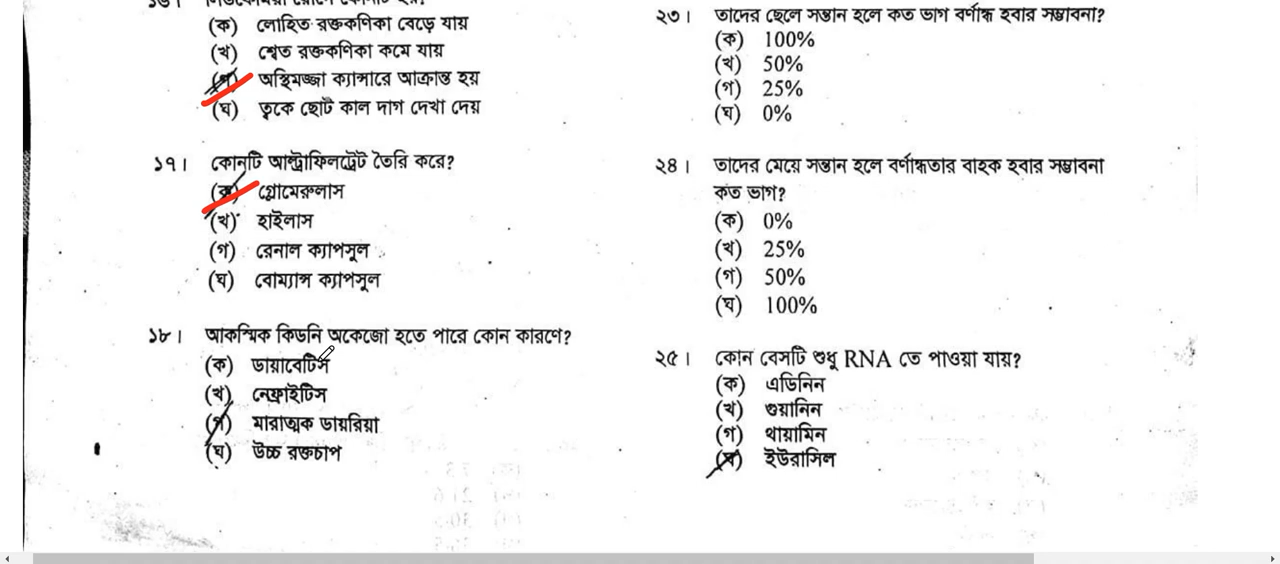 (ক) লোহিত রক্তকণিকা বেড়ে যায়
(খ) শ্বেত রক্তকণিকা কমে যায়
(গ) অস্থিমজ্জা ক্যান্সারে আক্রান্ত হয়
(ঘ) ত্বকে ছোট কাল দাগ দেখা দেয়
১৭। কোনটি আল্ট্রাফিলট্রেট তৈরি করে?
(ক) গ্লোমেরুলাস
(খ) হাইলাস
(গ) রেনাল ক্যাপসুল
(ঘ) বোম্যান্স ক্যাপসুল
১৮। আকস্মিক কিডনি অকেজো হতে পারে কোন কারণে?
(ক) ডায়াবেটিস
(খ) নেফ্রাইটিস
(গ) মারাত্মক ডায়রিয়া
(ঘ) উচ্চ রক্তচাপ
২৩। তাদের ছেলে সন্তান হলে কত ভাগ বর্ণান্ধ হবার সম্ভাবনা?
(ক) 100%
(খ) 50%
(গ) 25%
(ঘ) 0%
২৪। তাদের মেয়ে সন্তান হলে বর্ণান্ধতার বাহক হবার সম্ভাবনা
কত ভাগ?
(ক) 0%
(খ) 25%
(গ) 50%
(ঘ) 100%
২৫। কোন বেসটি শুধু RNA তে পাওয়া যায়?
(ক) এডিনিন
(খ) গুয়ানিন
(গ) থায়ামিন
(ঘ) ইউরাসিল